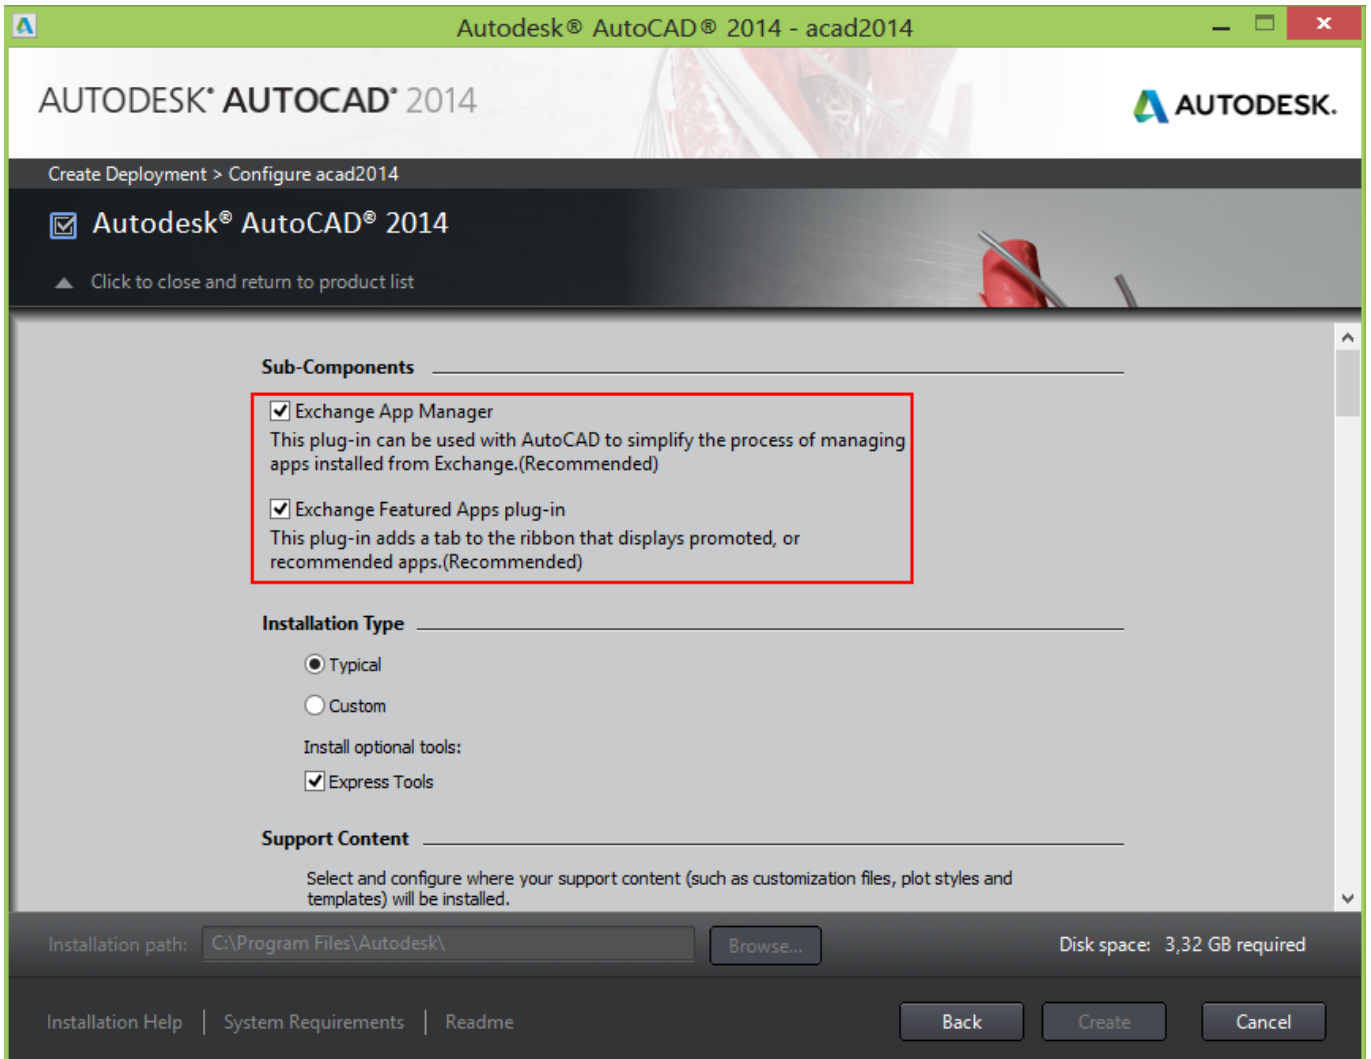 Autodesk® AutoCAD® 2014 - acad2014
AUTODESK® AUTOCAD® 2014
AUTODESK.
Create Deployment > Configure acad2014
Autodesk® AutoCAD® 2014
Click to close and return to product list
Sub-Components
Exchange App Manager
This plug-in can be used with AutoCAD to simplify the process of managing
apps installed from Exchange.(Recommended)
Exchange Featured Apps plug-in
This plug-in adds a tab to the ribbon that displays promoted, or
recommended apps.(Recommended)
Installation Type
Typical
Custom
Install optional tools:
Express Tools
Support Content
Select and configure where your support content (such as customization files, plot styles and
templates) will be installed.
Installation path: C:\Program Files\Autodesk\ Browse... Disk space: 3,32 GB required
Installation Help | System Requirements | Readme Back Create Cancel